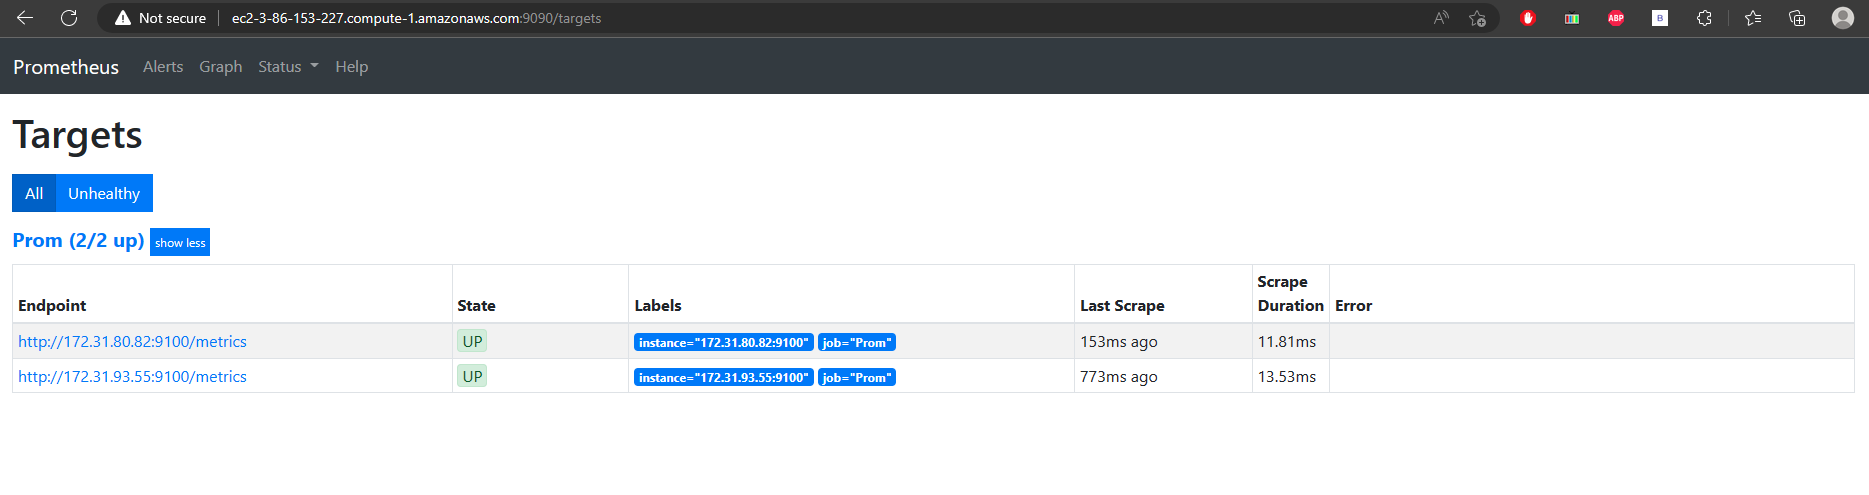 Not secure ec2-3-86-153-227.compute-1.amazonaws.com:9090/targets
ABP
B
Prometheus Alerts Graph Status Help
Targets
All Unhealthy
Prom (2/2 up) show less
Endpoint State Labels Last Scrape Scrape Duration Error
http://172.31.80.82:9100/metrics UP instance="172.31.80.82:9100" job="Prom" 153ms ago 11.81ms
http://172.31.93.55:9100/metrics UP instance="172.31.93.55:9100" job="Prom" 773ms ago 13.53ms